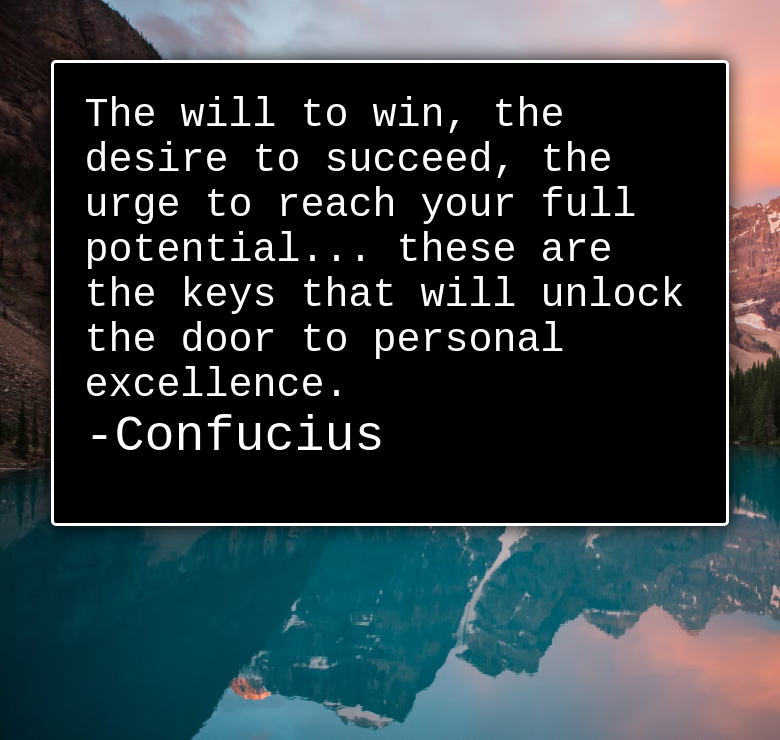 The will to win, the
desire to succeed, the
urge to reach your full
potential... these are
the keys that will unlock
the door to personal
excellence.
-Confucius